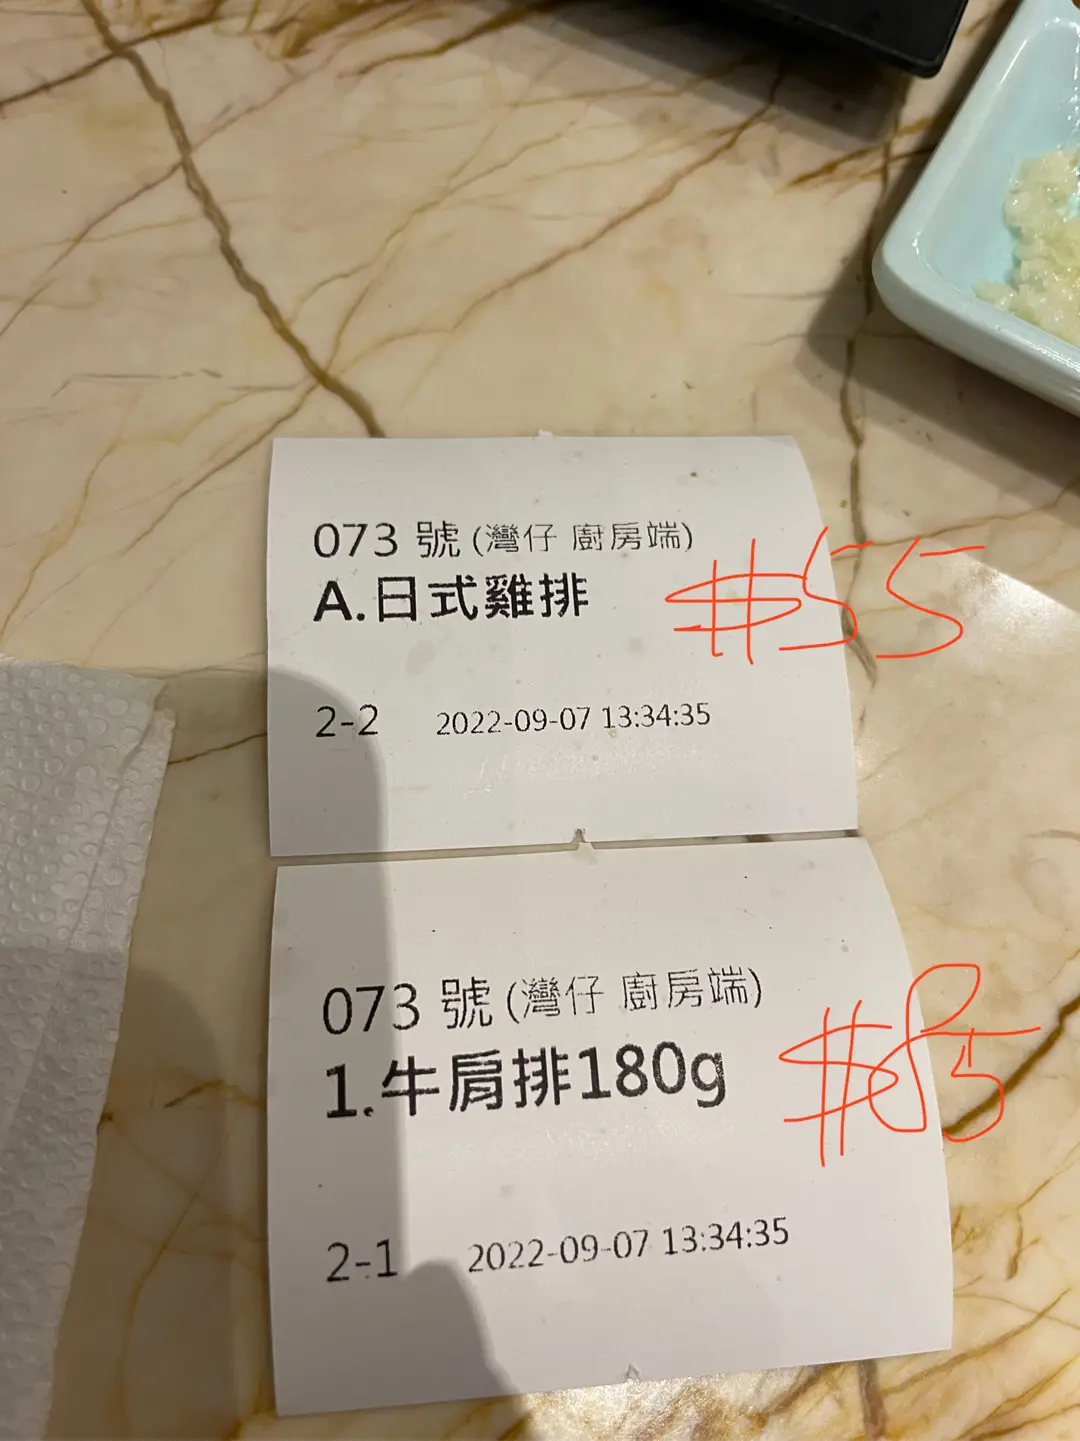 073 號 (灣仔 廚房端)
A.日式雞排 $55
2-2 2022-09-07 13:34:35
073 號 (灣仔 廚房端)
1.牛肩排180g $85
2-1 2022-09-07 13:34:35